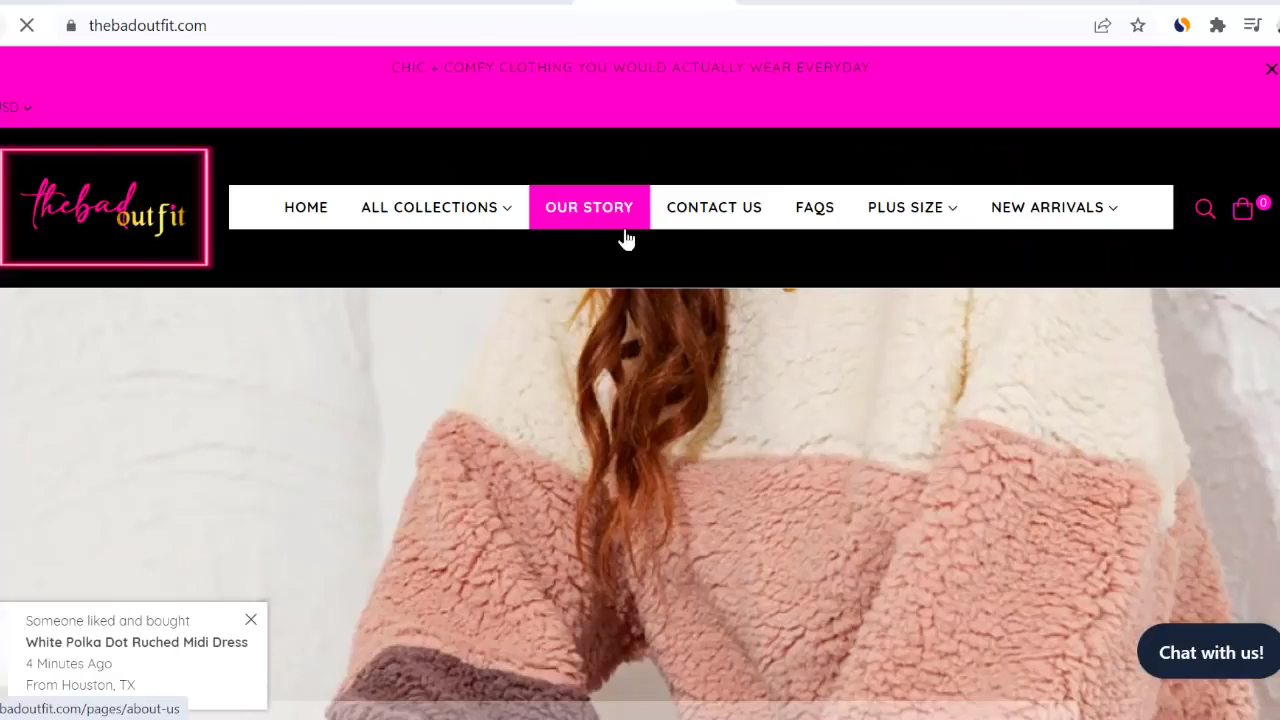 thebadoutfit.com
CHIC + COMFY CLOTHING YOU WOULD ACTUALLY WEAR EVERYDAY
USD
thebad
outfit
HOME ALL COLLECTIONS OUR STORY CONTACT US FAQS PLUS SIZE NEW ARRIVALS 0
Someone liked and bought
White Polka Dot Ruched Midi Dress
4 Minutes Ago
From Houston, TX
Chat with us!
badoutfit.com/pages/about-us